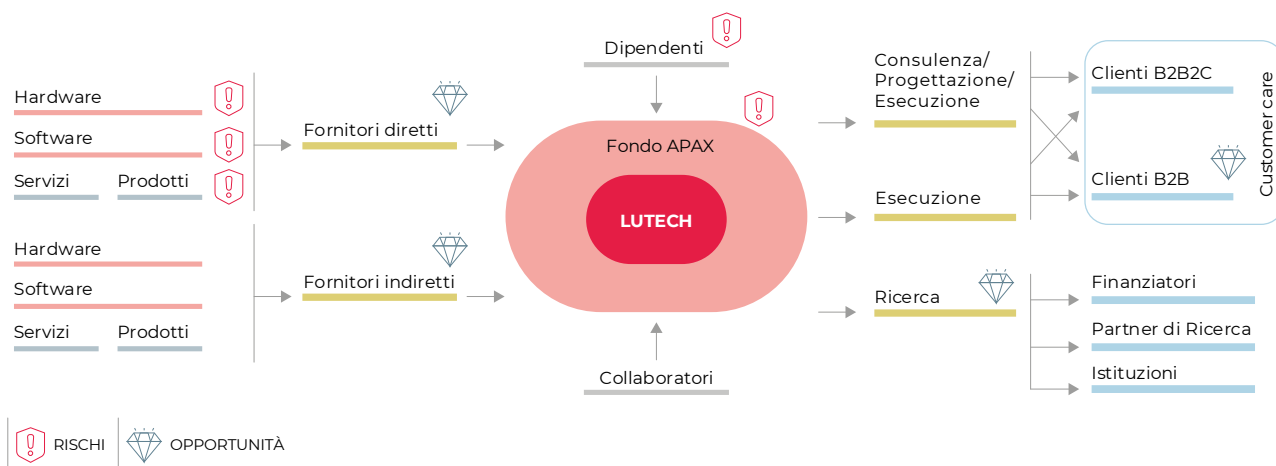 Hardware
Software
Servizi
Prodotti
Hardware
Software
Servizi
Prodotti
Fornitori diretti
Fornitori indiretti
Dipendenti
Fondo APAX
LUTECH
Collaboratori
Consulenza/
Progettazione/
Esecuzione
Esecuzione
Ricerca
Clienti B2B2C
Clienti B2B
Customer care
Finanziatori
Partner di Ricerca
Istituzioni
RISCHI
OPPORTUNITÀ